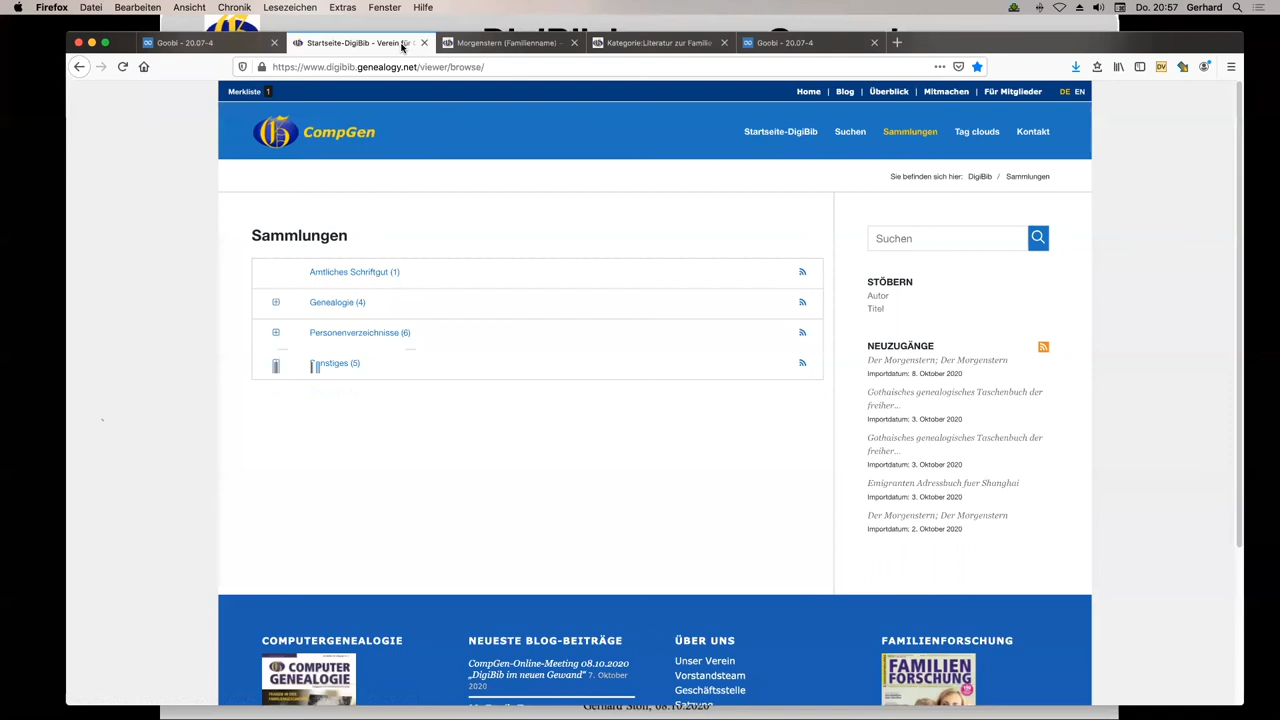 Firefox Ablage Bearbeiten Ansicht Chronik Lesezeichen Extras Fenster Hilfe
Do. 20:57 Gerhard
Goobi - 20.07-4
Startseite-DigiBib - Verein für
Morgenstern (Familienname) –
Kategorie:Literatur zur Familie
Goobi - 20.07-4
https://www.digibib.genealogy.net/viewer/browse/
DV
Merkliste 1
Home | Blog | Überblick | Mitmachen | Für Mitglieder DE EN
CompGen
Startseite-DigiBib Suchen Sammlungen Tag clouds Kontakt
Sie befinden sich hier: DigiBib / Sammlungen
Sammlungen
Amtliches Schriftgut (1)
Genealogie (4)
Personenverzeichnisse (6)
(5)
Suchen
STÖBERN
Autor
Titel
NEUZUGÄNGE
Der Morgenstern; Der Morgenstern
Importdatum: 8. Oktober 2020
Gothaisches genealogisches Taschenbuch der
freiher...
Importdatum: 3. Oktober 2020
Gothaisches genealogisches Taschenbuch der
freiher...
Importdatum: 3. Oktober 2020
Emigranten Adressbuch fuer Shanghai
Importdatum: 3. Oktober 2020
Der Morgenstern; Der Morgenstern
Importdatum: 2. Oktober 2020
COMPUTERGENEALOGIE
COMPUTER
GENEALOGIE
NEUESTE BLOG-BEITRÄGE
CompGen-Online-Meeting 08.10.2020
„DigiBib im neuen Gewand“ 7. Oktober
2020
ÜBER UNS
Unser Verein
Vorstandsteam
Geschäftsstelle
Satzung
FAMILIENFORSCHUNG
FAMILIEN
FORSCHUNG
Gerhard Stoll, 08.10.2020